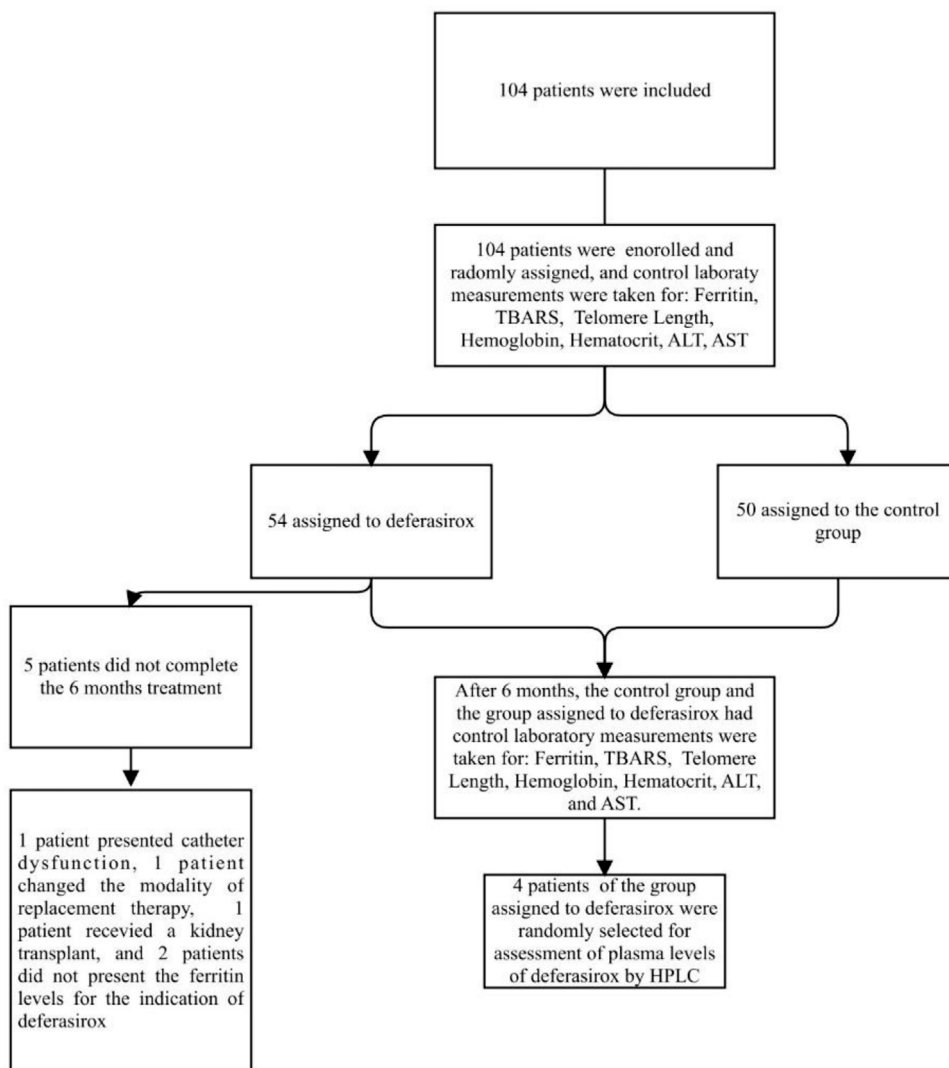 104 patients were included
104 patients were enorolled and
radomly assigned, and control laboraty
measurements were taken for: Ferritin,
TBARS, Telomere Length,
Hemoglobin, Hematocrit, ALT, AST
54 assigned to deferasirox
50 assigned to the control
group
5 patients did not complete
the 6 months treatment
After 6 months, the control group and
the group assigned to deferasirox had
control laboratory measurements were
taken for: Ferritin, TBARS, Telomere
Length, Hemoglobin, Hematocrit, ALT,
and AST.
1 patient presented catheter
dysfunction, 1 patient
changed the modality of
replacement therapy, 1
patient recevied a kidney
transplant, and 2 patients
did not present the ferritin
levels for the indication of
deferasirox
4 patients of the group
assigned to deferasirox were
randomly selected for
assessment of plasma levels
of deferasirox by HPLC